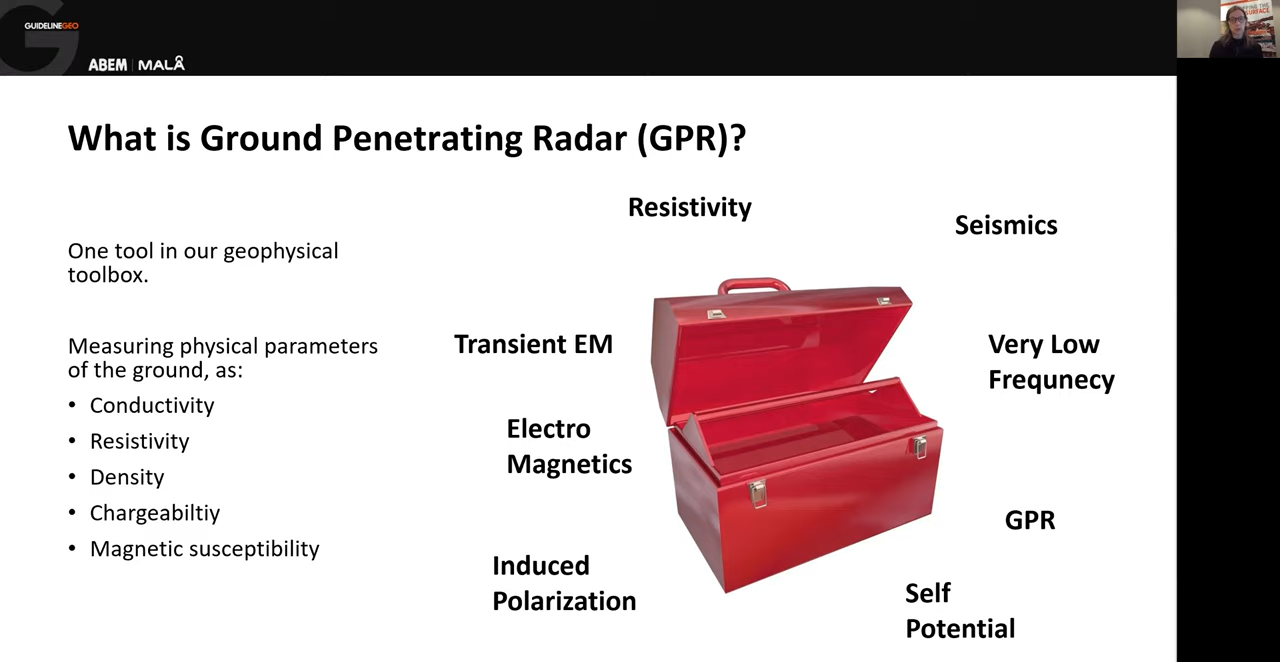 GUIDELINEGEO
ABEM | MALÅ
What is Ground Penetrating Radar (GPR)?
One tool in our geophysical
toolbox.
Measuring physical parameters
of the ground, as:
• Conductivity
• Resistivity
• Density
• Chargeabiltiy
• Magnetic susceptibility
Resistivity
Seismics
Transient EM
Very Low
Frequnecy
Electro
Magnetics
GPR
Induced
Polarization
Self
Potential